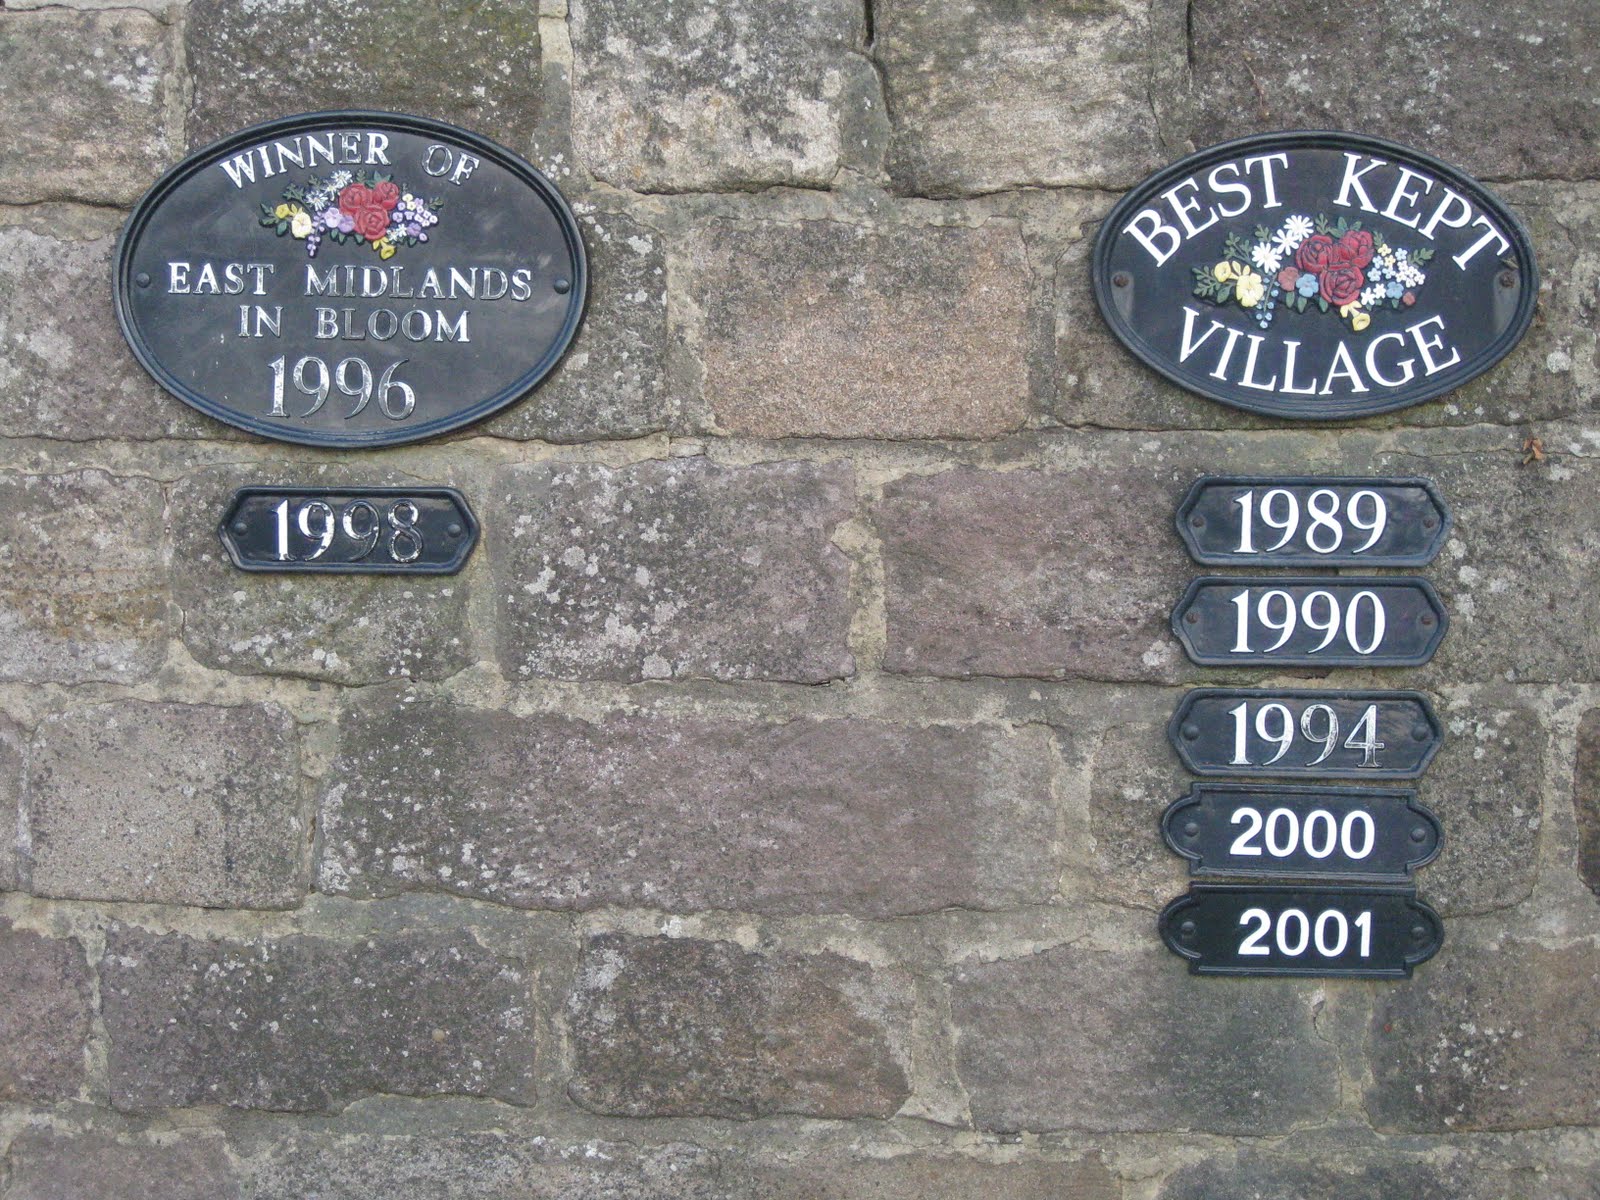 WINNER OF
EAST MIDLANDS
IN BLOOM
1996
1998
BEST KEPT
VILLAGE
1989
1990
1994
2000
2001